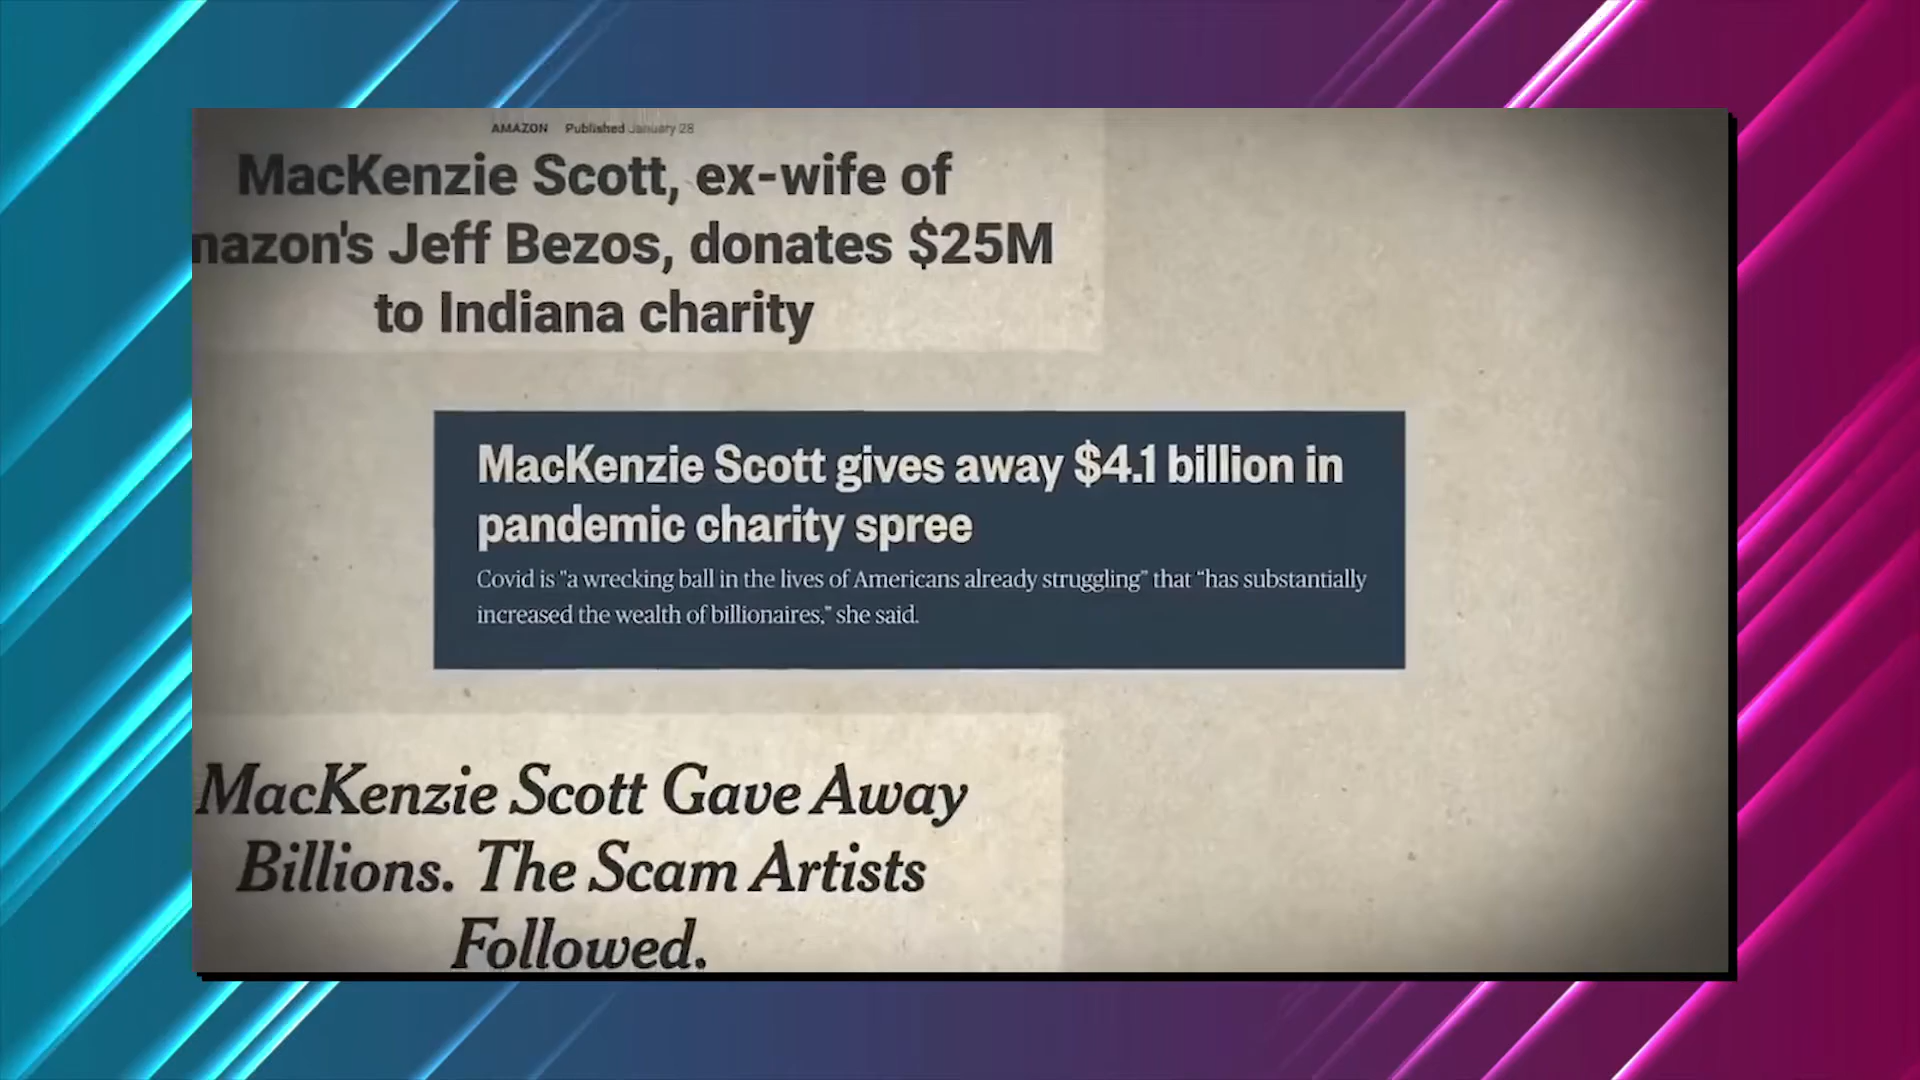 AMAZON Published January 28
MacKenzie Scott, ex-wife of
nazon's Jeff Bezos, donates $25M
to Indiana charity
MacKenzie Scott gives away $4.1 billion in
pandemic charity spree
Covid is "a wrecking ball in the lives of Americans already struggling" that “has substantially
increased the wealth of billionaires,” she said.
MacKenzie Scott Gave Away
Billions. The Scam Artists
Followed.